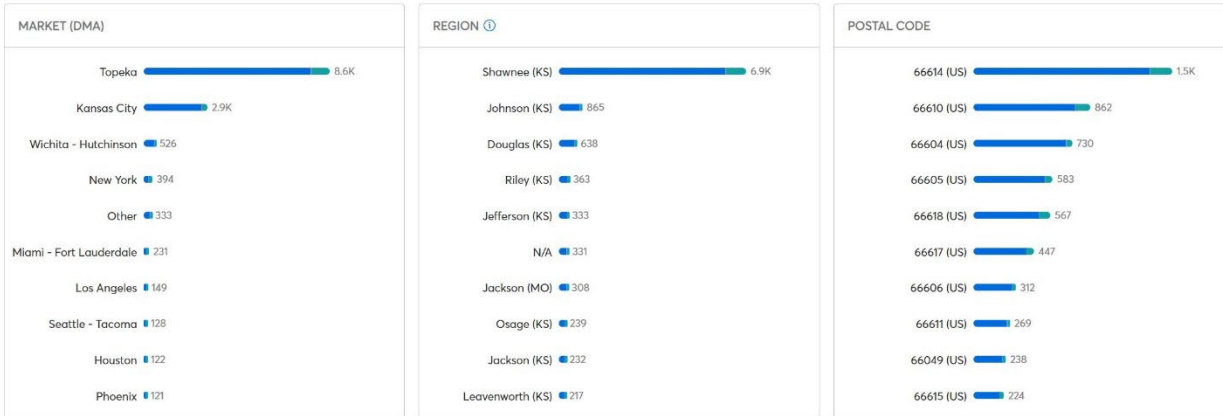 MARKET (DMA)
Topeka 8.6K
Kansas City 2.9K
Wichita - Hutchinson 526
New York 394
Other 333
Miami - Fort Lauderdale 231
Los Angeles 149
Seattle - Tacoma 128
Houston 122
Phoenix 121
REGION
Shawnee (KS) 6.9K
Johnson (KS) 865
Douglas (KS) 638
Riley (KS) 363
Jefferson (KS) 333
N/A 331
Jackson (MO) 308
Osage (KS) 239
Jackson (KS) 232
Leavenworth (KS) 217
POSTAL CODE
66614 (US) 1.5K
66610 (US) 862
66604 (US) 730
66605 (US) 583
66618 (US) 567
66617 (US) 447
66606 (US) 312
66611 (US) 269
66049 (US) 238
66615 (US) 224